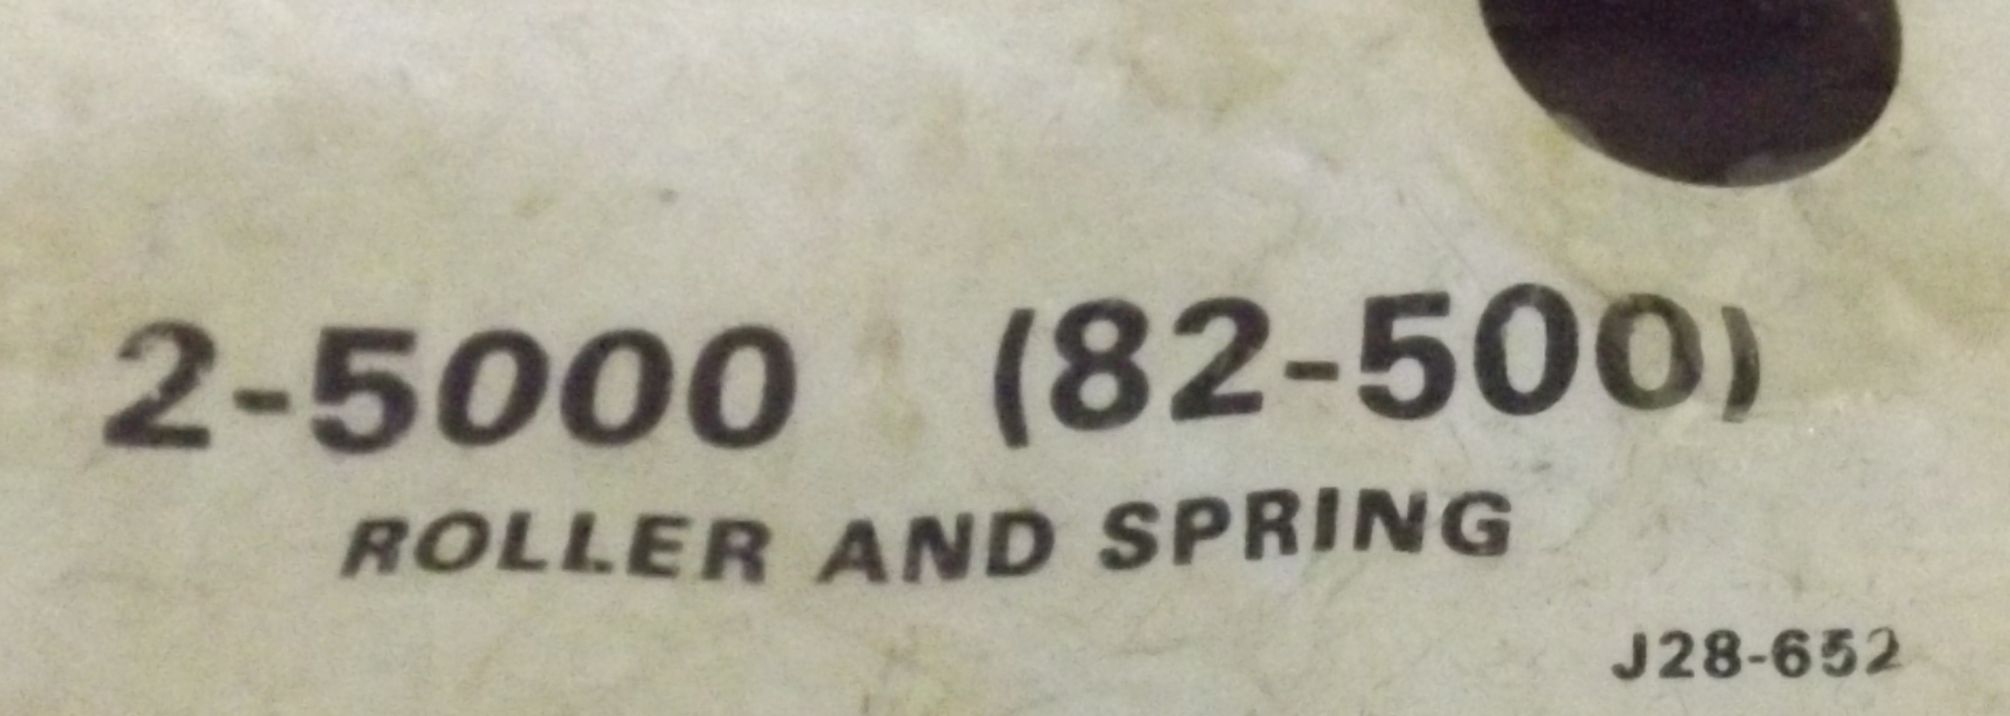 2-5000 (82-500)
ROLLER AND SPRING
J28-652